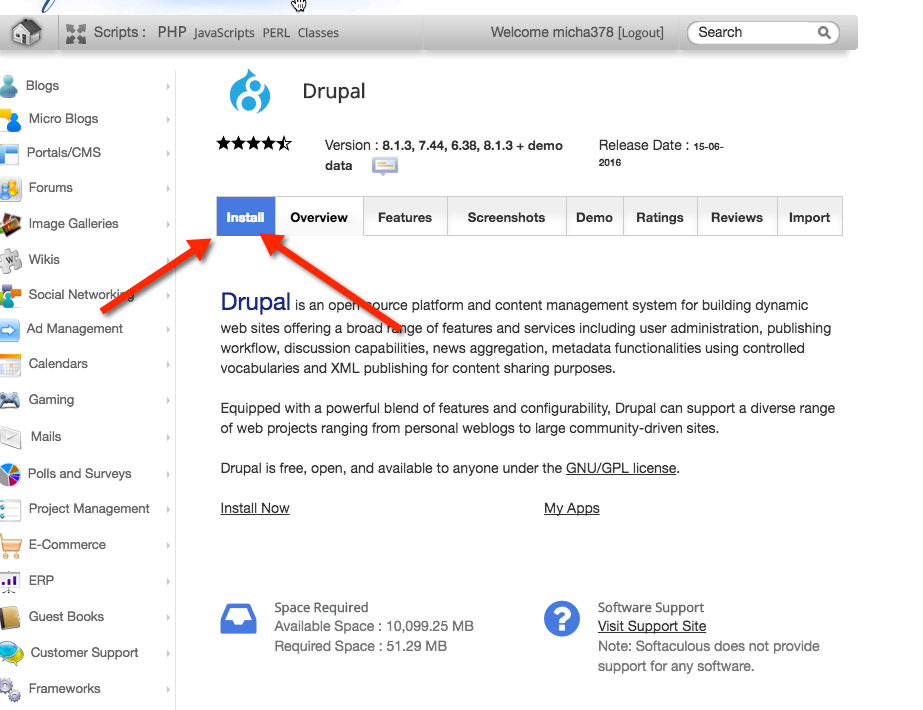 Scripts : PHP JavaScripts PERL Classes
Welcome micha378 [Logout]
Search
Blogs
Micro Blogs
Portals/CMS
Forums
Image Galleries
Wikis
Social Networking
Ad Management
Calendars
Gaming
Mails
Polls and Surveys
Project Management
E-Commerce
ERP
Guest Books
Customer Support
Frameworks
Drupal
Version : 8.1.3, 7.44, 6.38, 8.1.3 + demo
data
Release Date : 15-06-
2016
Install Overview Features Screenshots Demo Ratings Reviews Import
Drupal is an open source platform and content management system for building dynamic
web sites offering a broad range of features and services including user administration, publishing
workflow, discussion capabilities, news aggregation, metadata functionalities using controlled
vocabularies and XML publishing for content sharing purposes.
Equipped with a powerful blend of features and configurability, Drupal can support a diverse range
of web projects ranging from personal weblogs to large community-driven sites.
Drupal is free, open, and available to anyone under the GNU/GPL license.
Install Now
My Apps
Space Required
Available Space : 10,099.25 MB
Required Space : 51.29 MB
Software Support
Visit Support Site
Note: Softaculous does not provide
support for any software.